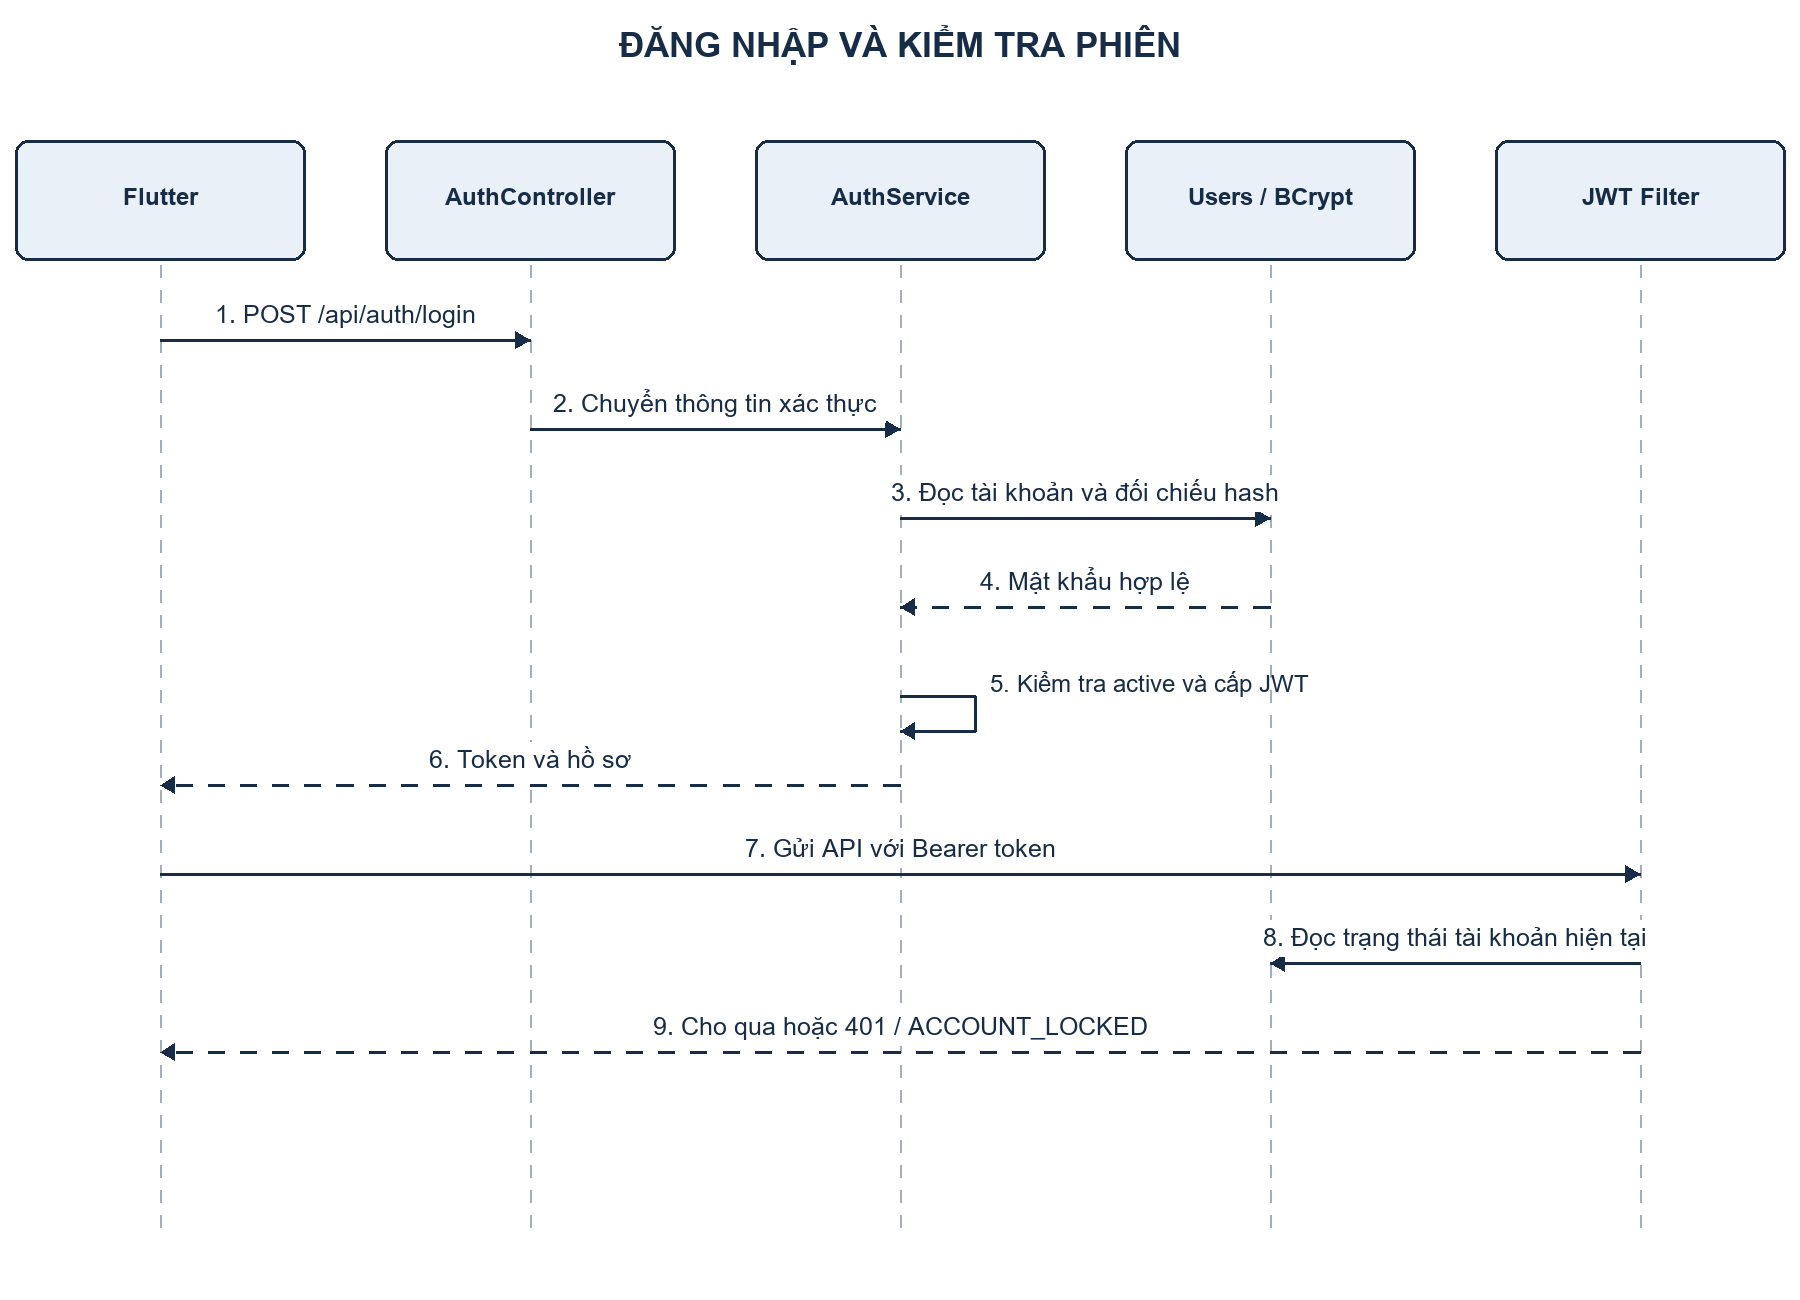 ĐĂNG NHẬP VÀ KIỂM TRA PHIÊN
Flutter
AuthController
AuthService
Users / BCrypt
JWT Filter
1. POST /api/auth/login
2. Chuyển thông tin xác thực
3. Đọc tài khoản và đối chiếu hash
4. Mật khẩu hợp lệ
5. Kiểm tra active và cấp JWT
6. Token và hồ sơ
7. Gửi API với Bearer token
8. Đọc trạng thái tài khoản hiện tại
9. Cho qua hoặc 401 / ACCOUNT_LOCKED